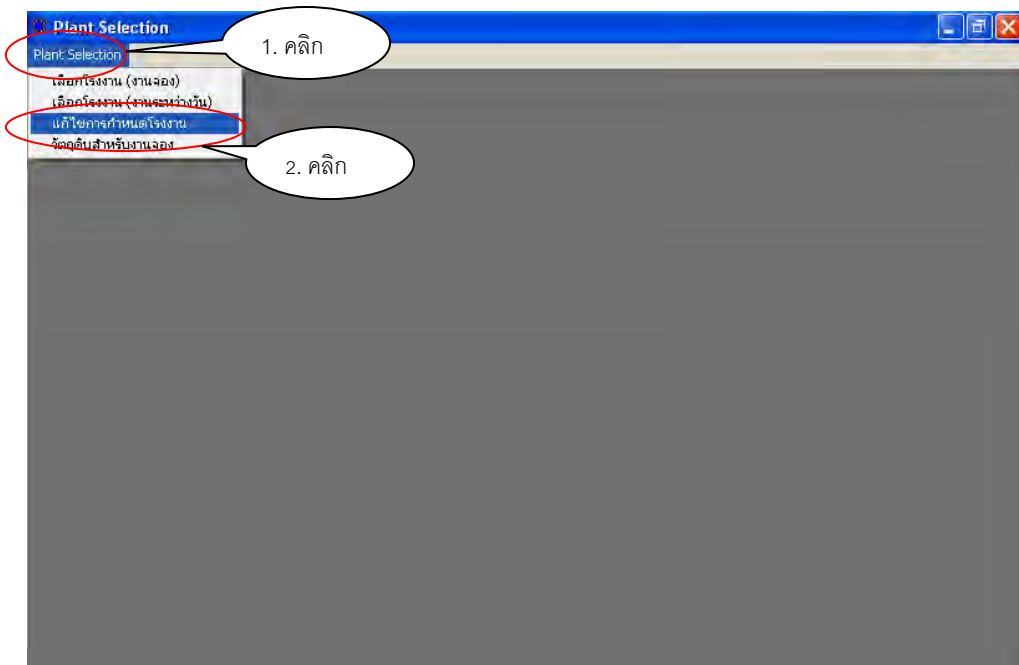 Plant Selection
1. คลิก
Plant Selection
เลือกโรงงาน (งานจอง)
เลือกโรงงาน (งานระหว่างวัน)
แก้ไขการกำหนดโรงงาน
วัตถุดิบสำหรับงานจอง
2. คลิก